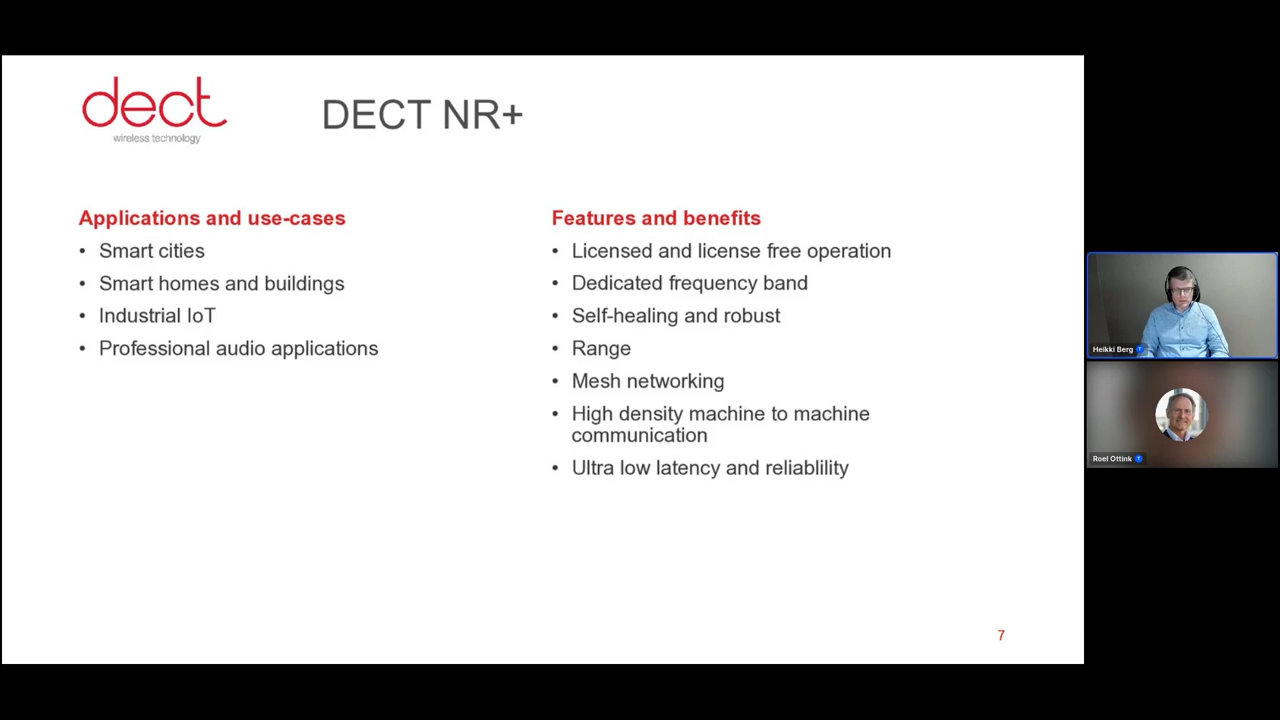 dect
wireless technology
DECT NR+
Applications and use-cases
• Smart cities
• Smart homes and buildings
• Industrial IoT
• Professional audio applications
Features and benefits
• Licensed and license free operation
• Dedicated frequency band
• Self-healing and robust
• Range
• Mesh networking
• High density machine to machine
communication
• Ultra low latency and reliablility
7
Heikki Berg
Roel Ottink